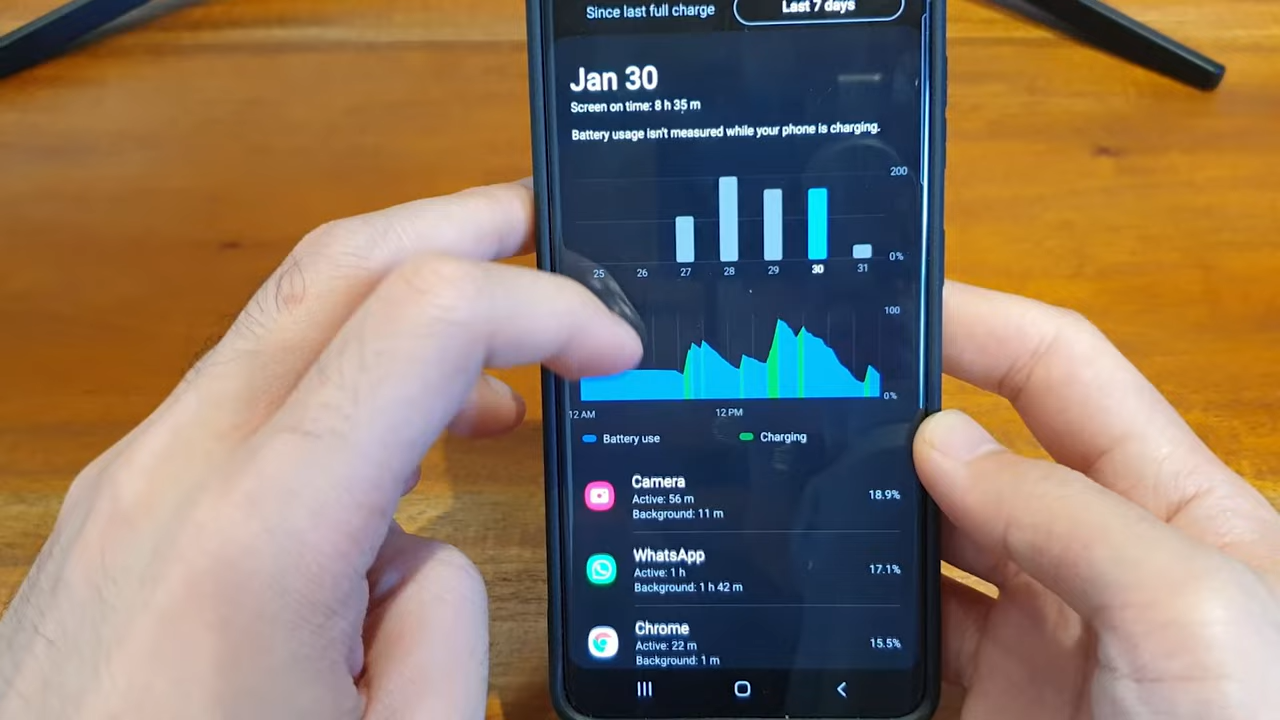 Since last full charge
Last 7 days
Jan 30
Screen on time: 8 h 35 m
Battery usage isn't measured while your phone is charging.
200
0%
25 26 27 28 29 30 31
100
0%
12 AM 12 PM
Battery use Charging
Camera
Active: 56 m
Background: 11 m
18.9%
WhatsApp
Active: 1 h
Background: 1 h 42 m
17.1%
Chrome
Active: 22 m
Background: 1 m
15.5%